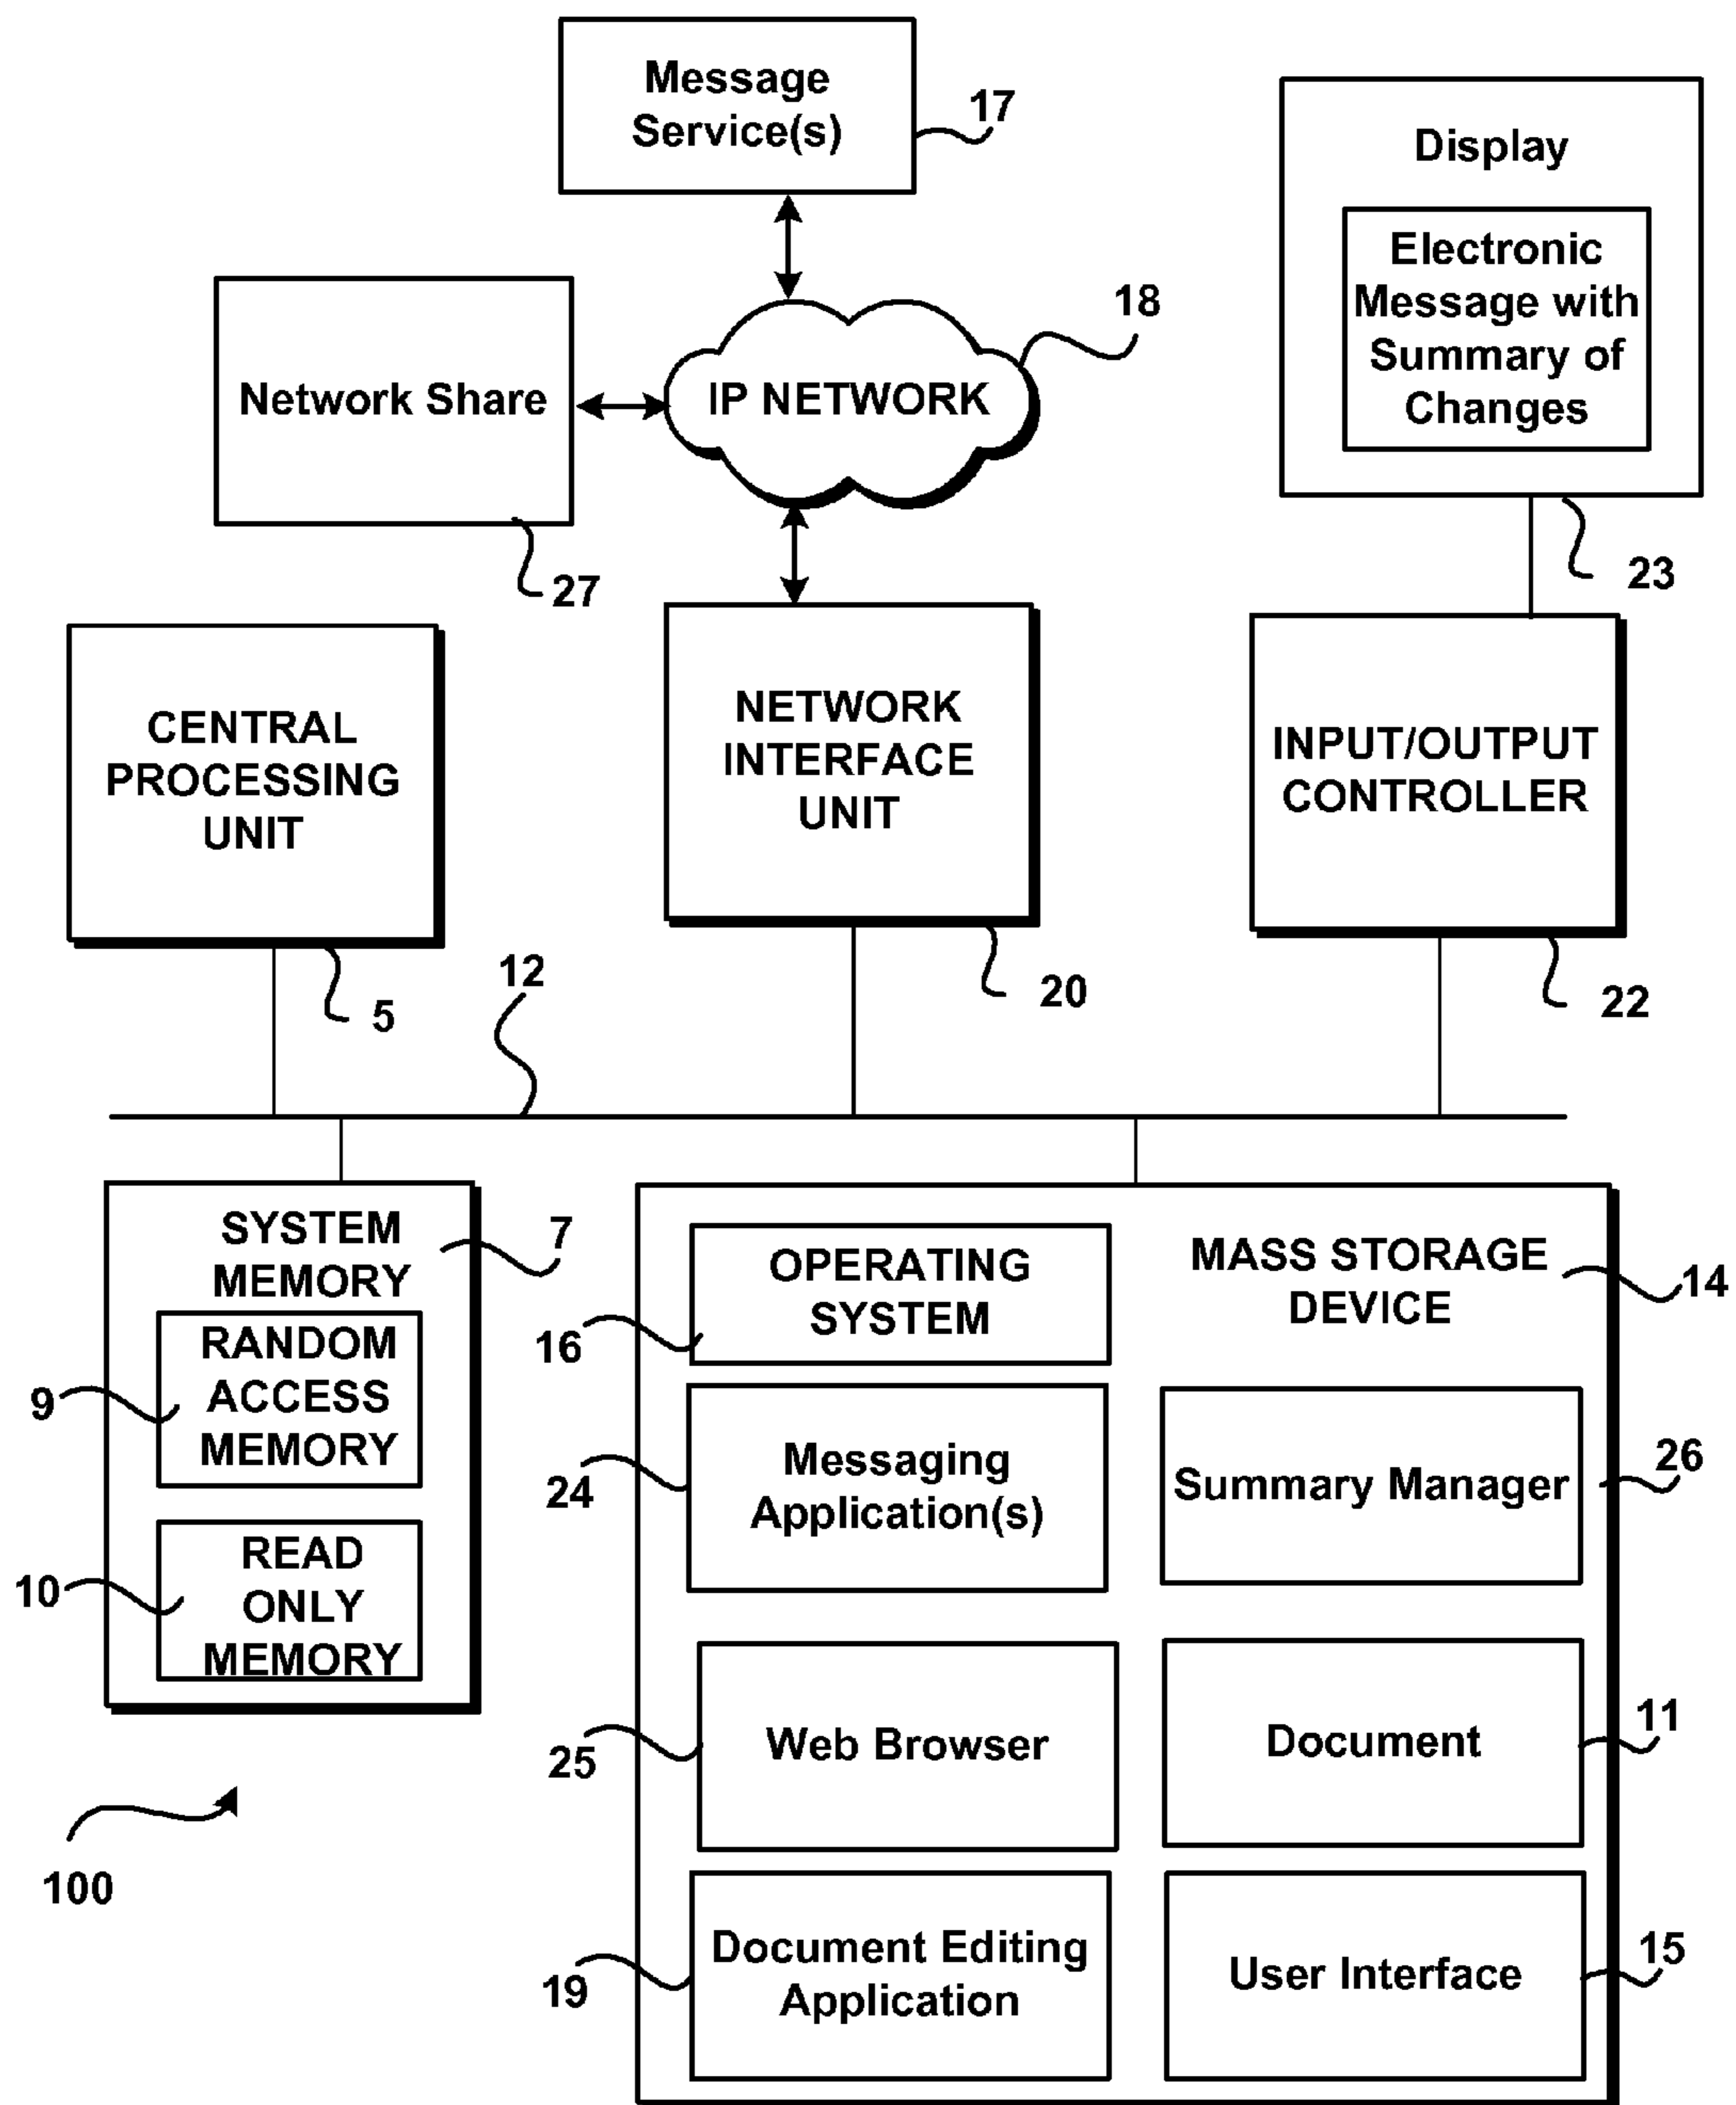 Message
Service(s)
17
Display
Electronic
Message with
Summary of
Changes
18
Network Share
IP NETWORK
27
23
CENTRAL
PROCESSING
UNIT
NETWORK
INTERFACE
UNIT
INPUT/OUTPUT
CONTROLLER
5
12
20
22
SYSTEM
MEMORY
7
RANDOM
ACCESS
MEMORY
9
READ
ONLY
MEMORY
10
OPERATING
SYSTEM
16
MASS STORAGE
DEVICE
14
Messaging
Application(s)
24
Summary Manager
26
Web Browser
25
Document
11
100
Document Editing
Application
19
User Interface
15